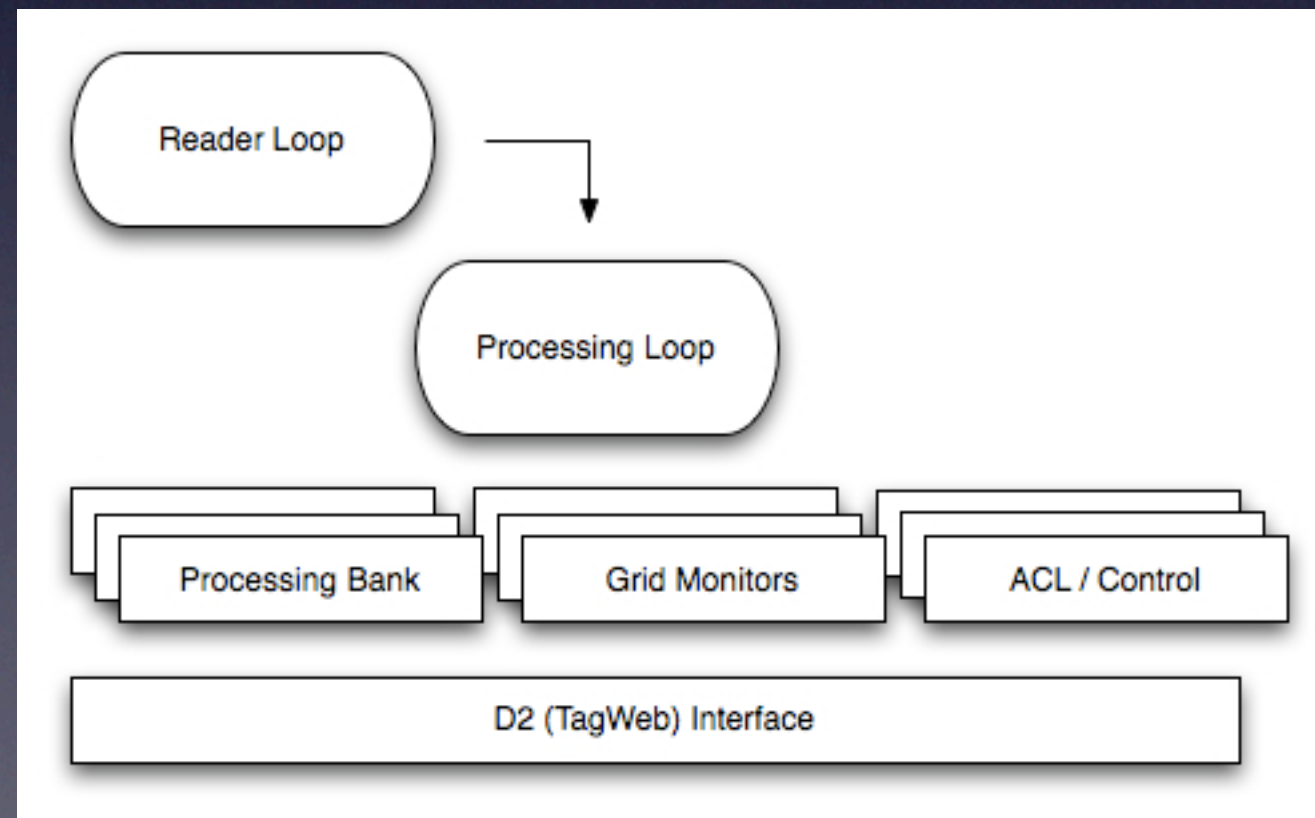 Reader Loop
Processing Loop
Processing Bank
Grid Monitors
ACL / Control
D2 (TagWeb) Interface